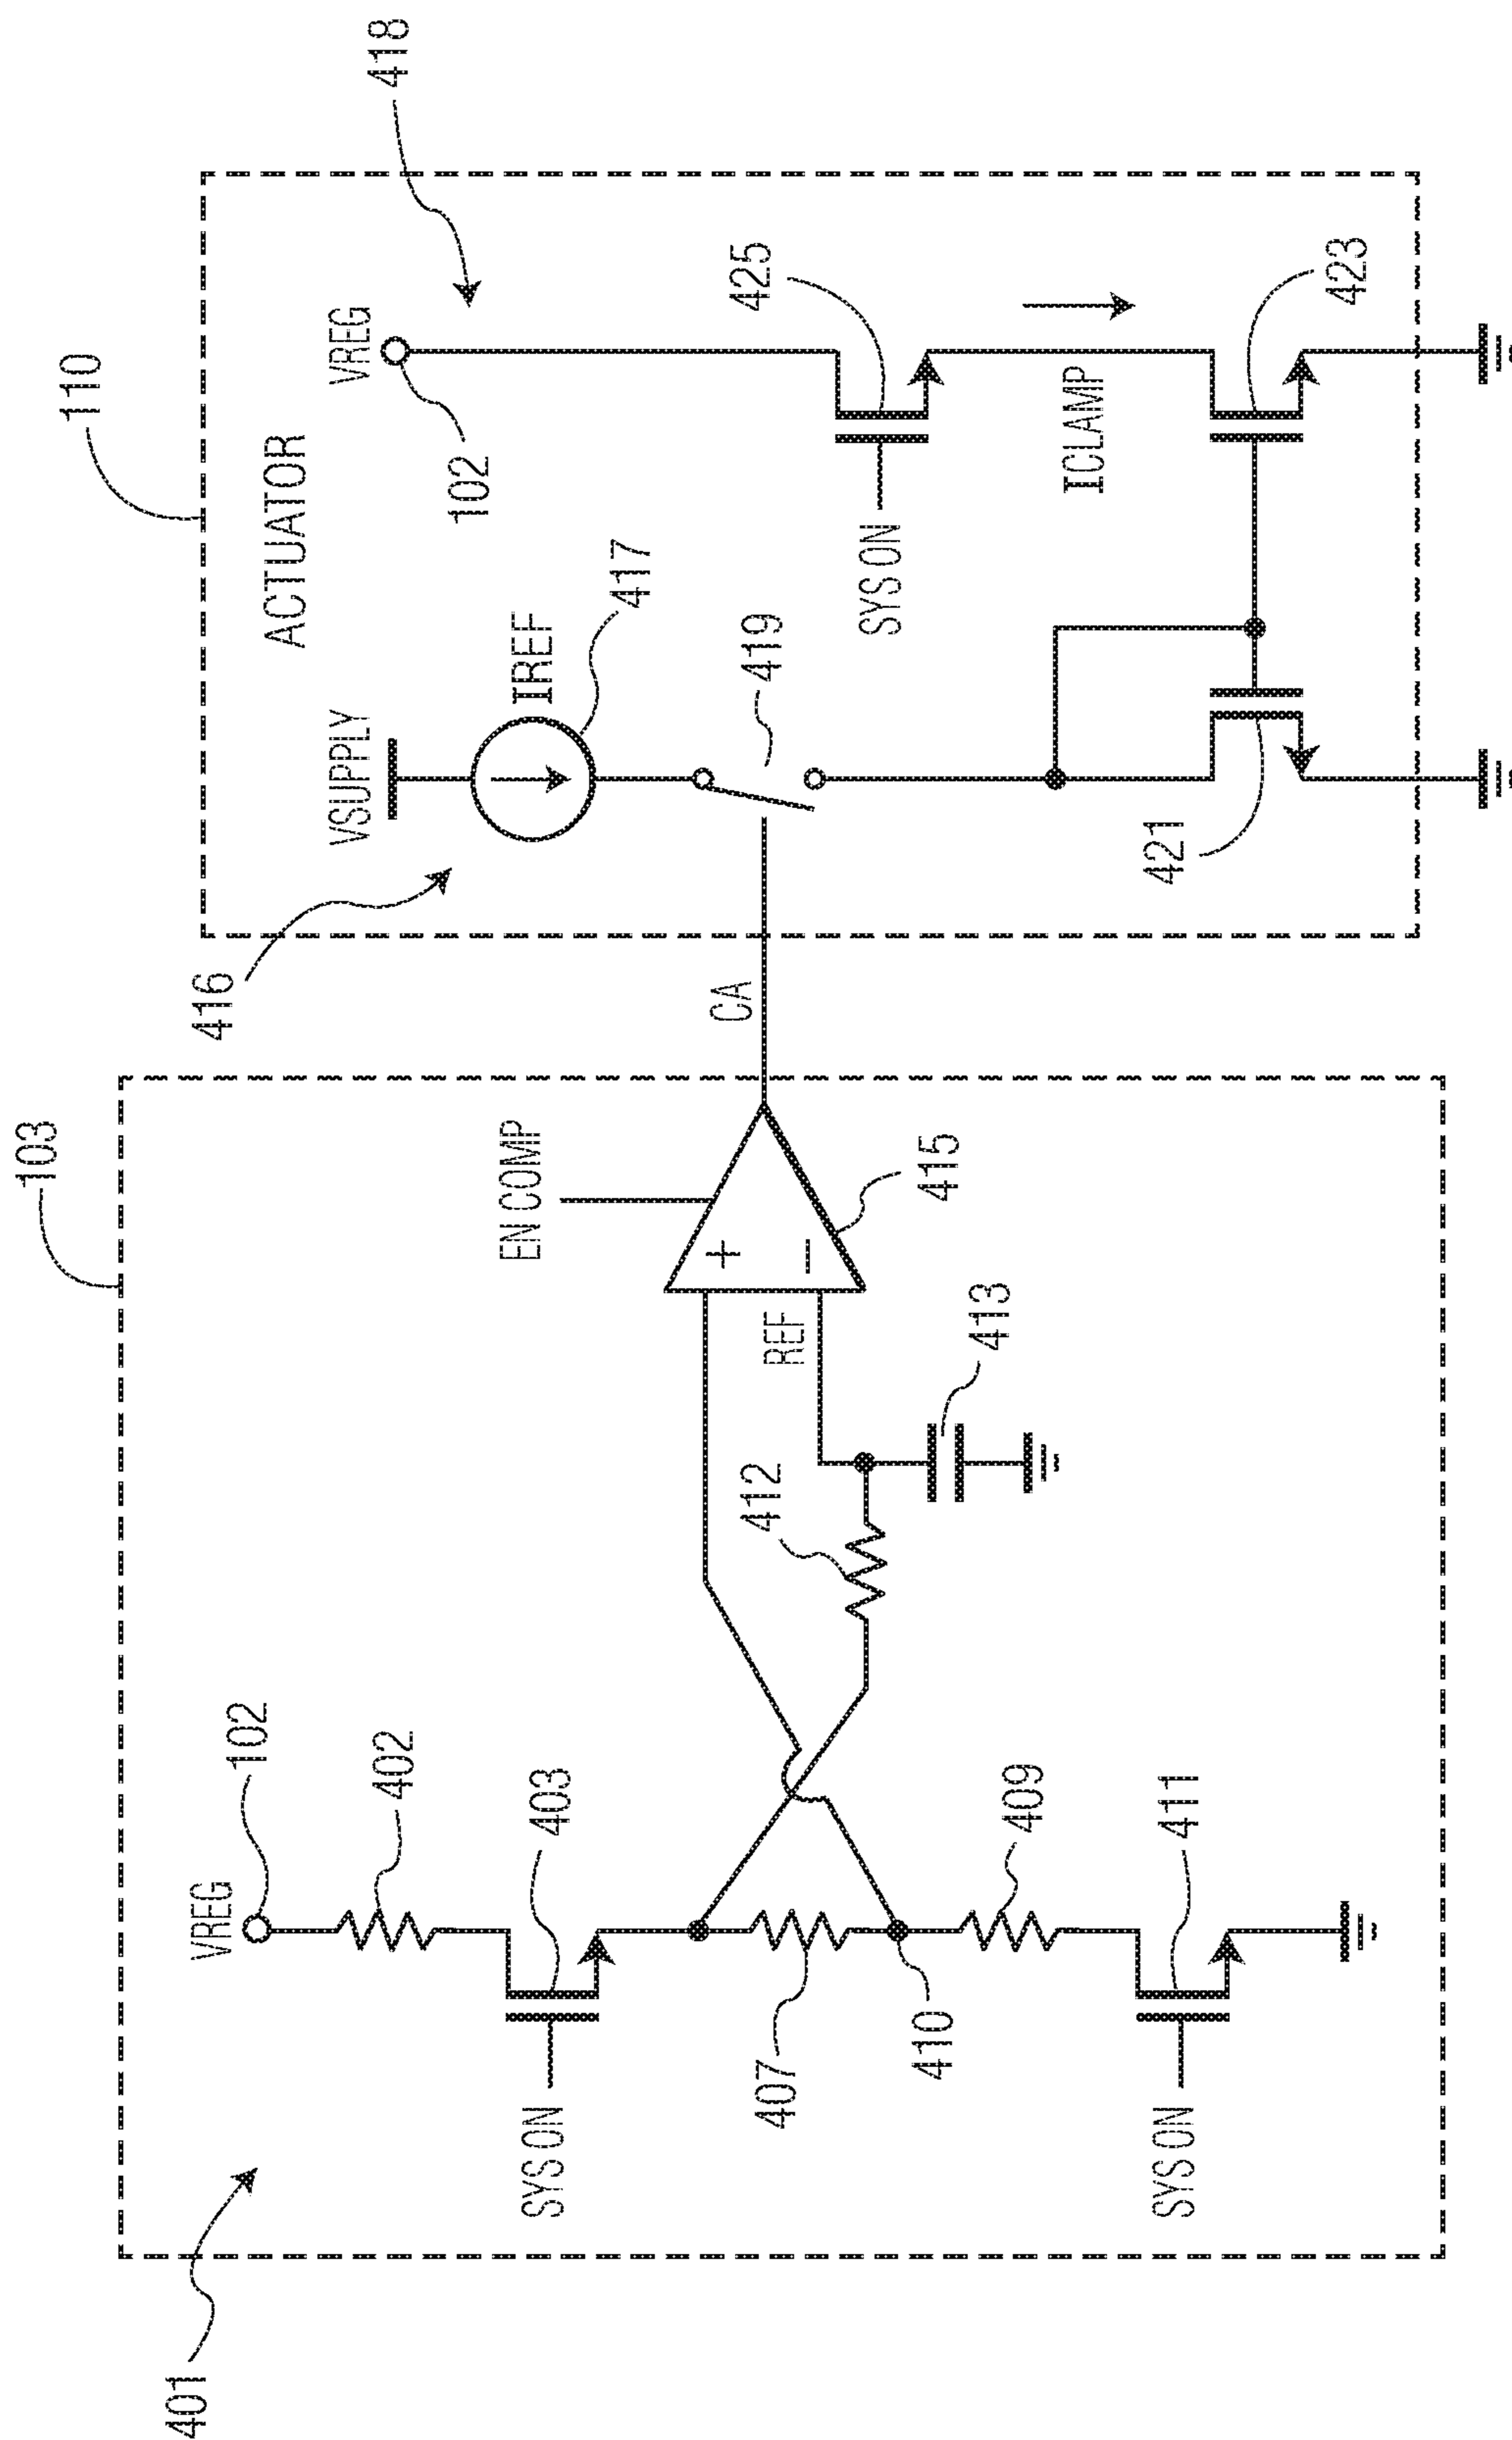 103
110
418
401
416
VREG
102
402
SYS ON
403
407
410
409
SYS ON
411
412
413
REF
+
−
EN COMP
415
CA
ACTUATOR
VSUPPLY
IREF
417
419
VREG
102
SYS ON
425
ICLAMP
421
423